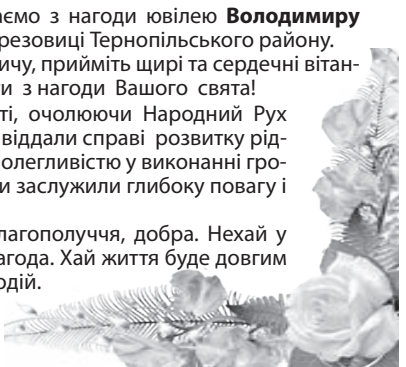 ємо з нагоди ювілею Володимиру
резовиці Тернопільського району.
ичу, прийміть щирі та сердечні вітан-
и з нагоди Вашого свята!
ті, очолюючи Народний Рух
віддали справі розвитку рід-
олегливістю у виконанні гро-
и заслужили глибоку повагу і
лагополуччя, добра. Нехай у
агода. Хай життя буде довгим
одій.